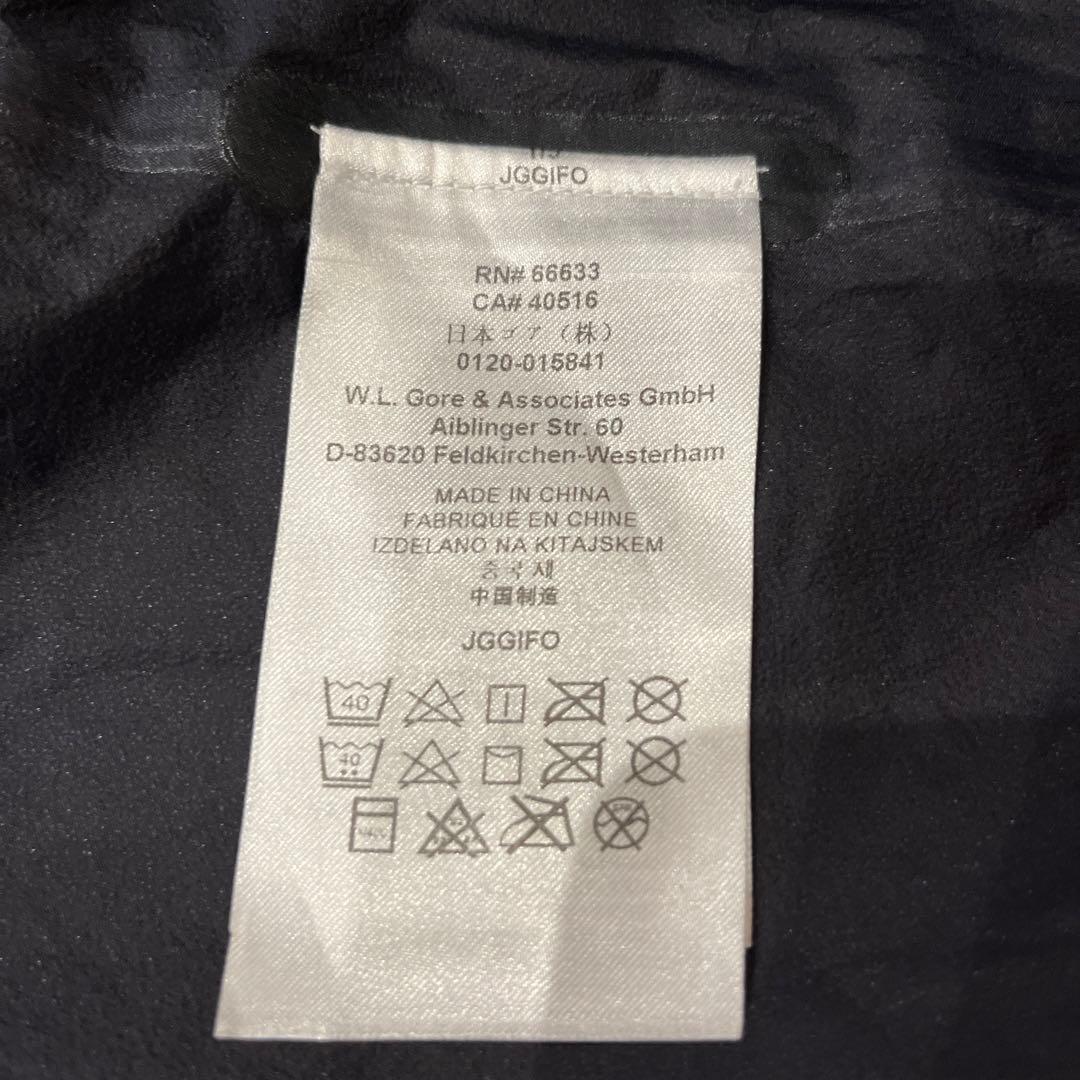 JGGIFO
RN# 66633
CA# 40516
日本ゴア（株）
0120-015841
W.L. Gore & Associates GmbH
Aiblinger Str. 60
D-83620 Feldkirchen-Westerham
MADE IN CHINA
FABRIQUE EN CHINE
IZDELANO NA KITAJSKEM
중국제
中国制造
JGGIFO
40
40